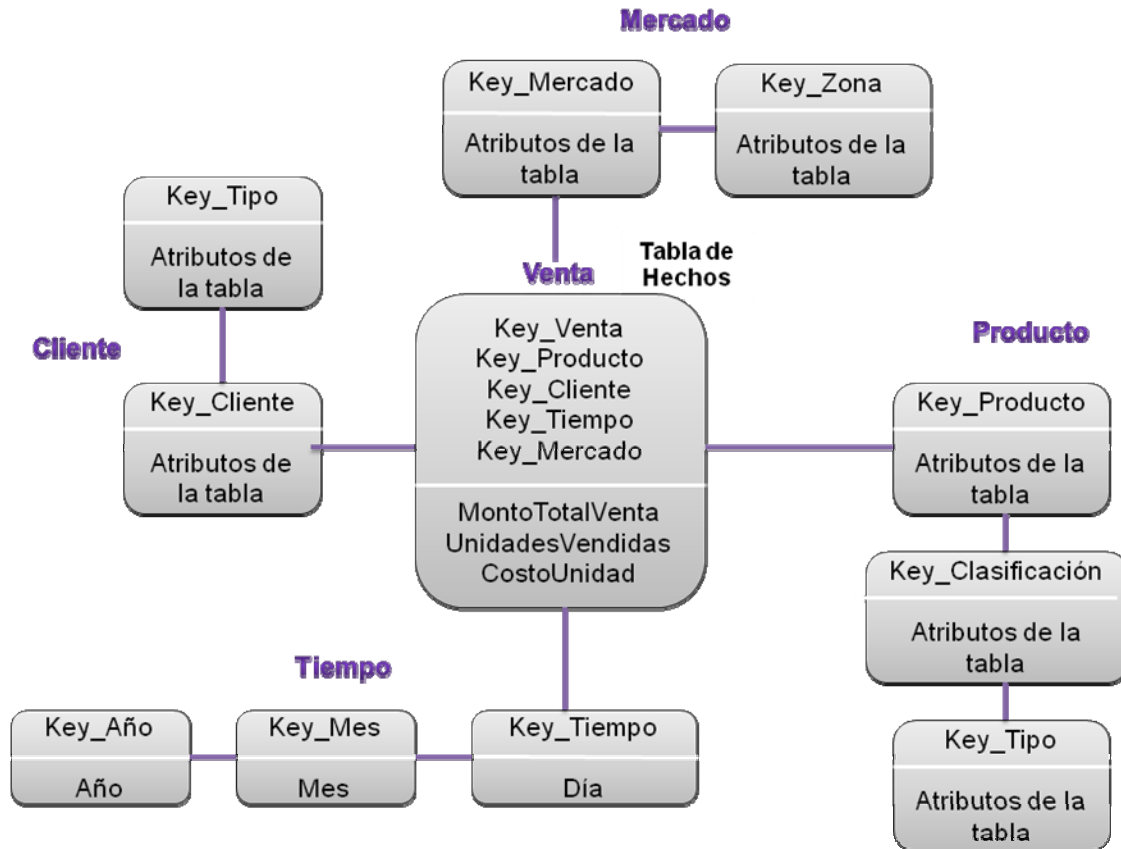 Mercado
Key_Mercado
Atributos de la
tabla
Key_Zona
Atributos de la
tabla
Key_Tipo
Atributos de
la tabla
Cliente
Key_Cliente
Atributos de
la tabla
Venta
Tabla de
Hechos
Key_Venta
Key_Producto
Key_Cliente
Key_Tiempo
Key_Mercado
MontoTotalVenta
UnidadesVendidas
CostoUnidad
Producto
Key_Producto
Atributos de la
tabla
Key_Clasificación
Atributos de la
tabla
Key_Tipo
Atributos de la
tabla
Tiempo
Key_Año
Año
Key_Mes
Mes
Key_Tiempo
Día